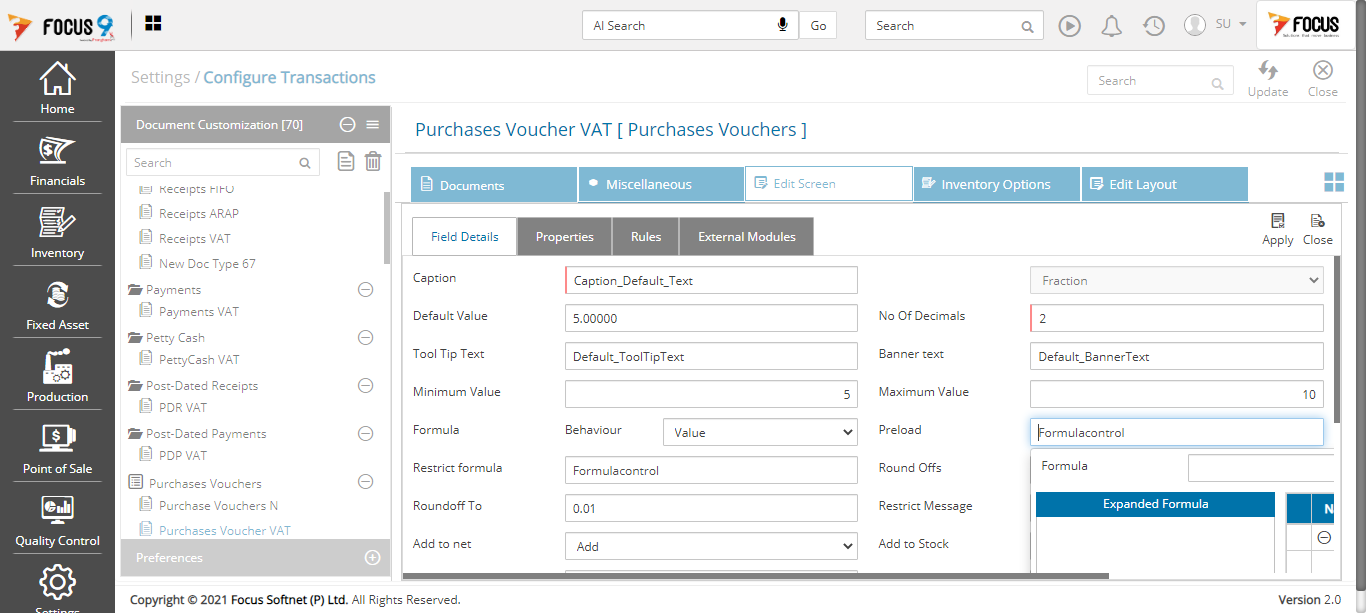 FOCUS 9
AI Search
Go
Search
SU
FOCUS
Home
Financials
Inventory
Fixed Asset
Production
Point of Sale
Quality Control
Settings
Settings / Configure Transactions
Search
Update
Close
Document Customization [70]
Search
Receipts FIFO
Receipts ARAP
Receipts VAT
New Doc Type 67
Payments
Payments VAT
Petty Cash
PettyCash VAT
Post-Dated Receipts
PDR VAT
Post-Dated Payments
PDP VAT
Purchases Vouchers
Purchase Vouchers N
Purchases Voucher VAT
Preferences
Purchases Voucher VAT [ Purchases Vouchers ]
Documents
Miscellaneous
Edit Screen
Inventory Options
Edit Layout
Field Details
Properties
Rules
External Modules
Apply
Close
Caption Caption_Default_Text Fraction
Default Value 5.00000 No Of Decimals 2
Tool Tip Text Default_ToolTipText Banner text Default_BannerText
Minimum Value 5 Maximum Value 10
Formula Behaviour Value Preload Formulacontrol
Restrict formula Formulacontrol Round Offs Formula
Roundoff To 0.01 Restrict Message Expanded Formula N
Add to net Add Add to Stock
Copyright © 2021 Focus Softnet (P) Ltd. All Rights Reserved.
Version 2.0